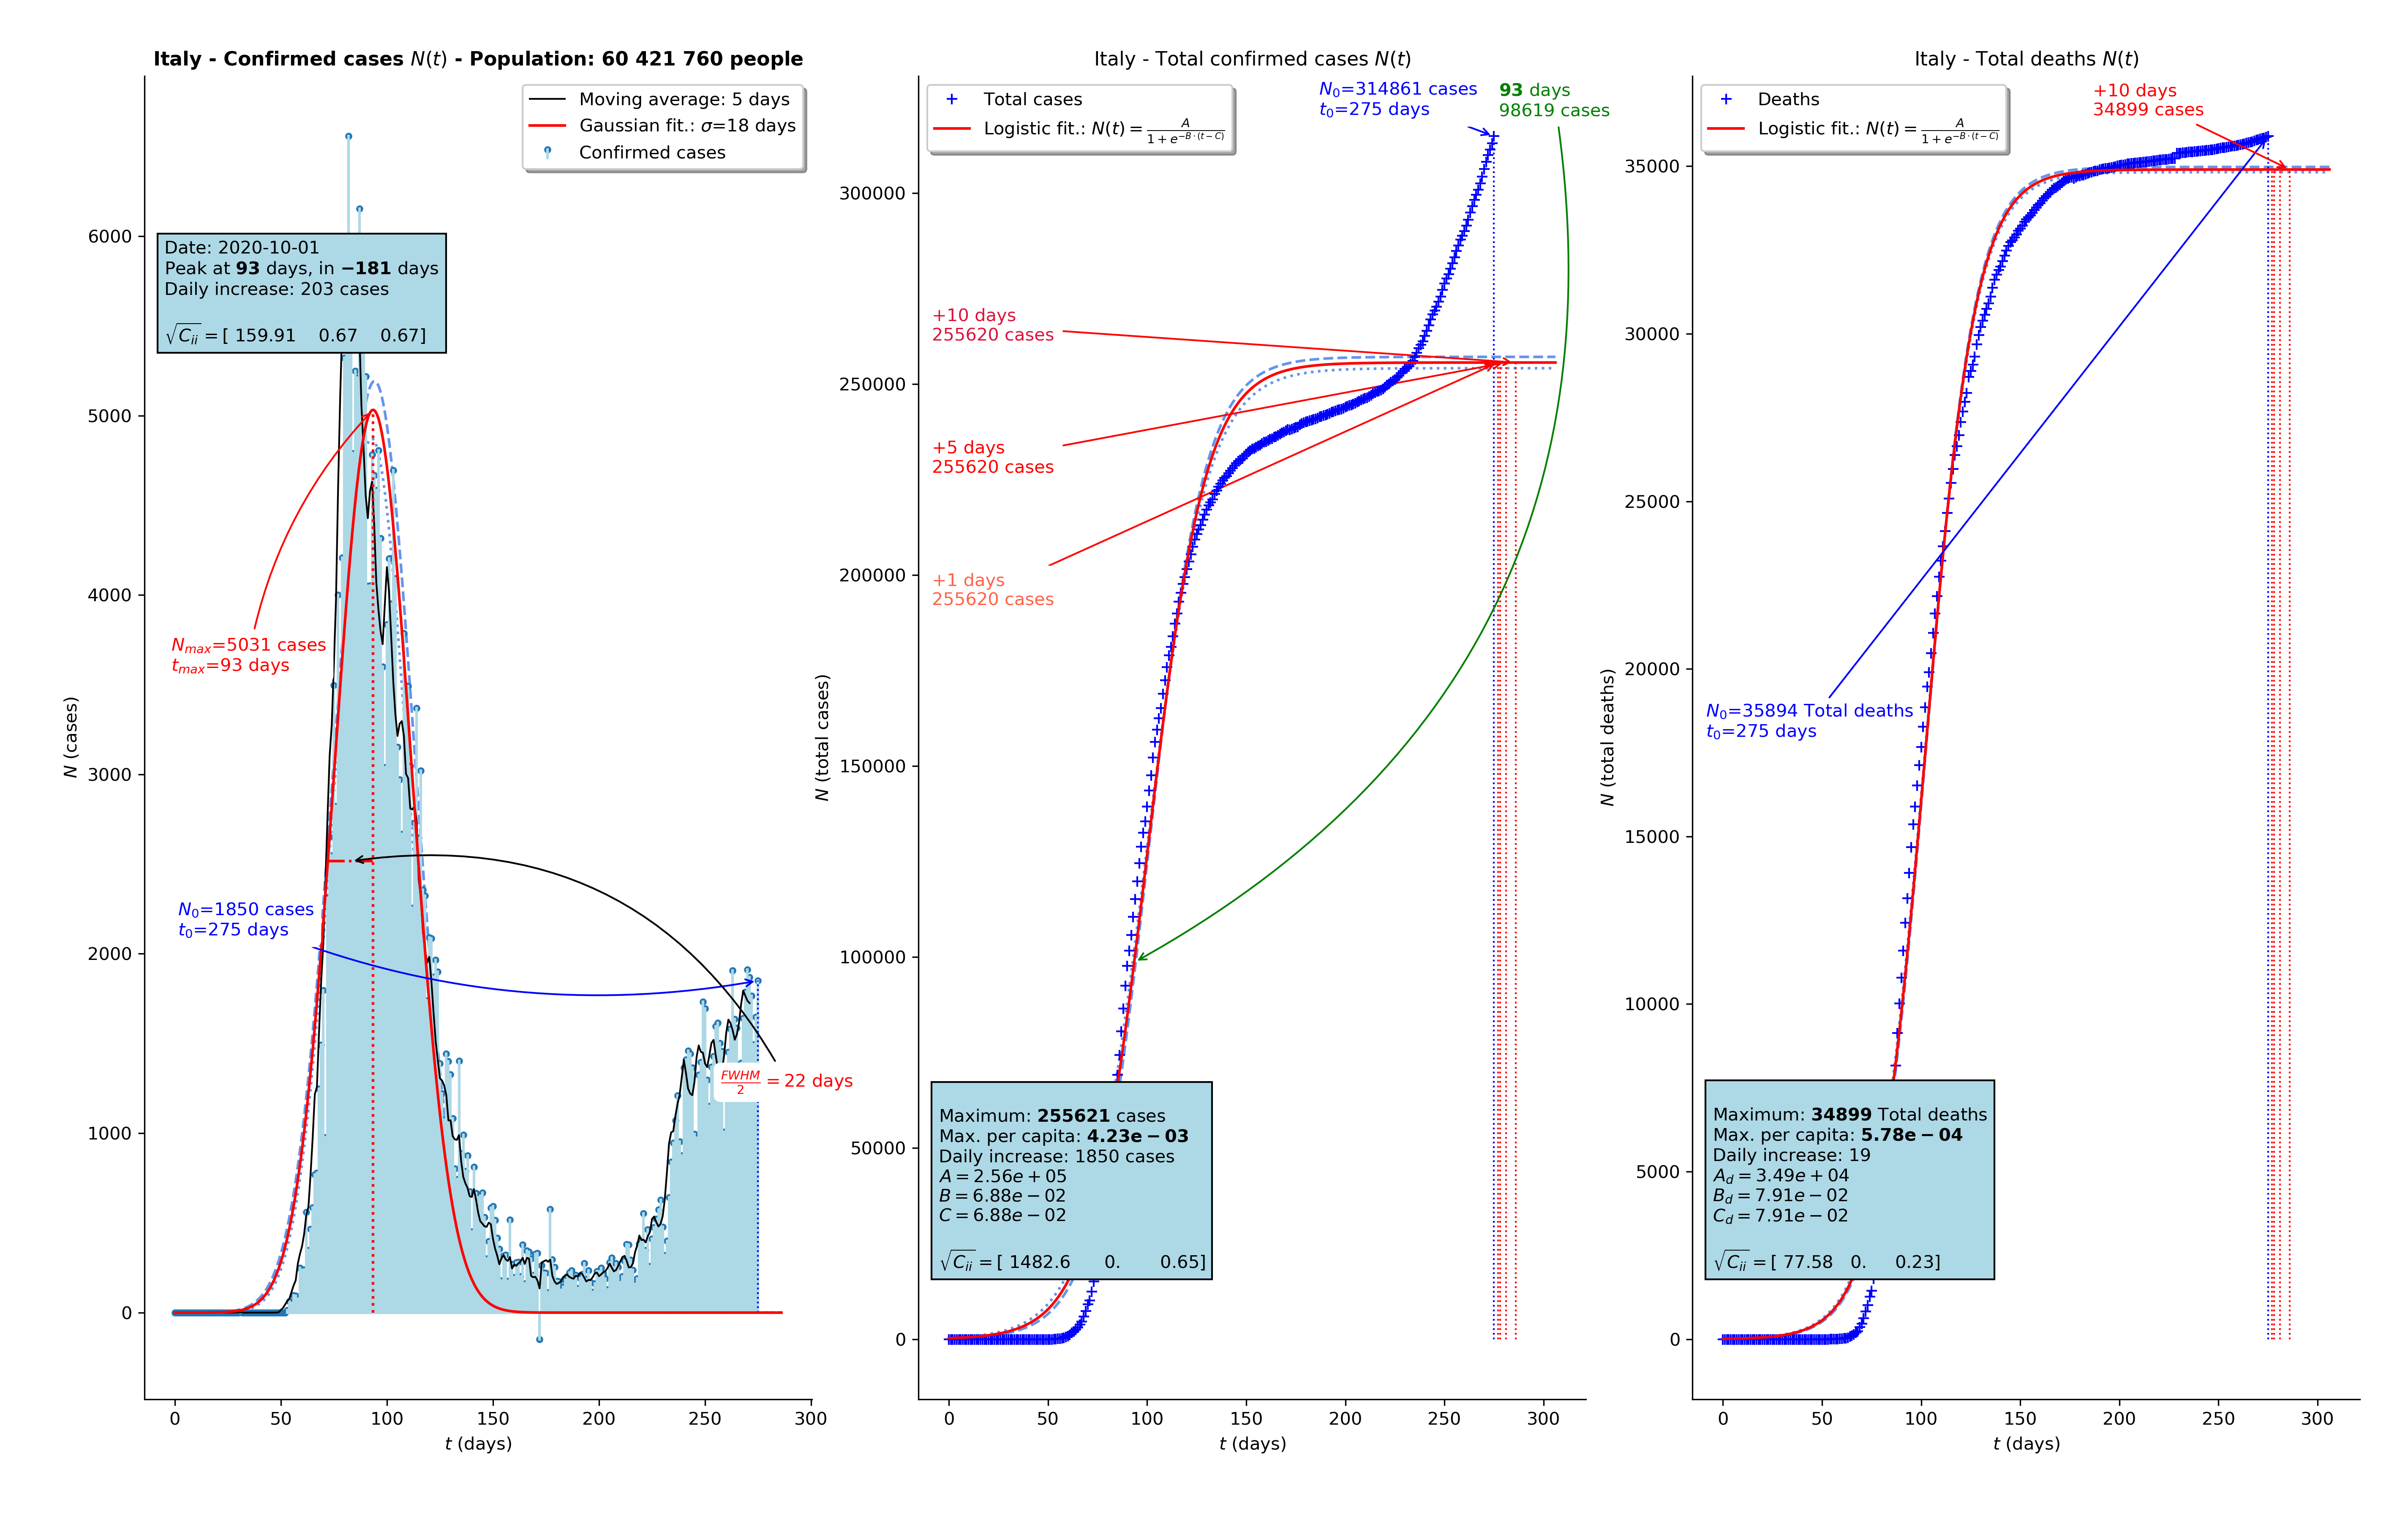 Italy - Confirmed cases N(t) - Population: 60 421 760 people
Moving average: 5 days
Gaussian fit.: σ=18 days
Confirmed cases
Date: 2020-10-01
Peak at 93 days, in −181 days
Daily increase: 203 cases
√C_ii = [ 159.91 0.67 0.67]
N_max=5031 cases
t_max=93 days
N_0=1850 cases
t_0=275 days
FWHM/2 = 22 days
6000
5000
4000
3000
2000
1000
0
N (cases)
0 50 100 150 200 250 300
t (days)
Italy - Total confirmed cases N(t)
Total cases
Logistic fit.: N(t) = A/(1 + e^{−B·(t−C)})
N_0=314861 cases
t_0=275 days
93 days
98619 cases
+10 days
255620 cases
+5 days
255620 cases
+1 days
255620 cases
Maximum: 255621 cases
Max. per capita: 4.23e − 03
Daily increase: 1850 cases
A = 2.56e + 05
B = 6.88e − 02
C = 6.88e − 02
√C_ii = [ 1482.6 0. 0.65]
300000
250000
200000
150000
100000
50000
0
N (total cases)
0 50 100 150 200 250 300
t (days)
Italy - Total deaths N(t)
Deaths
Logistic fit.: N(t) = A/(1 + e^{−B·(t−C)})
+10 days
34899 cases
N_0=35894 Total deaths
t_0=275 days
Maximum: 34899 Total deaths
Max. per capita: 5.78e − 04
Daily increase: 19
A_d = 3.49e + 04
B_d = 7.91e − 02
C_d = 7.91e − 02
√C_ii = [ 77.58 0. 0.23]
35000
30000
25000
20000
15000
10000
5000
0
N (total deaths)
0 50 100 150 200 250 300
t (days)